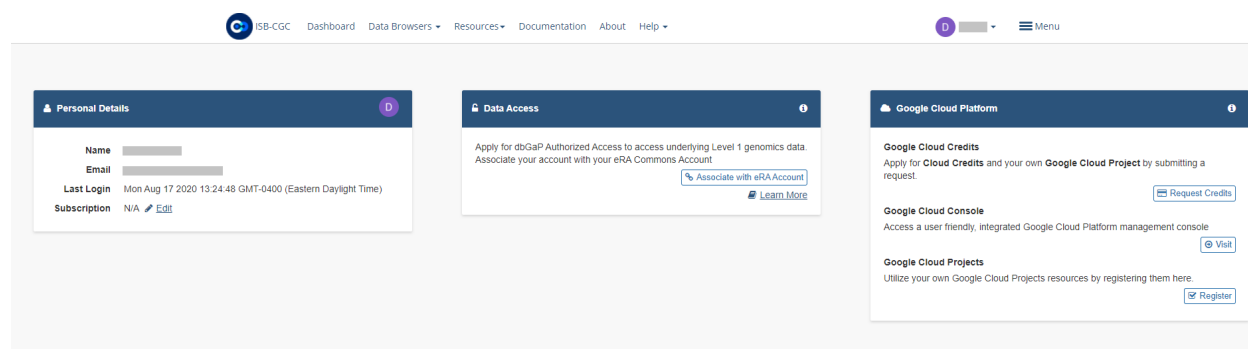 ISB-CGC Dashboard Data Browsers Resources Documentation About Help D Menu
Personal Details D
Name
Email
Last Login Mon Aug 17 2020 13:24:48 GMT-0400 (Eastern Daylight Time)
Subscription N/A Edit
Data Access
Apply for dbGaP Authorized Access to access underlying Level 1 genomics data.
Associate your account with your eRA Commons Account
Associate with eRA Account
Learn More
Google Cloud Platform
Google Cloud Credits
Apply for Cloud Credits and your own Google Cloud Project by submitting a
request.
Request Credits
Google Cloud Console
Access a user friendly, integrated Google Cloud Platform management console
Visit
Google Cloud Projects
Utilize your own Google Cloud Projects resources by registering them here.
Register